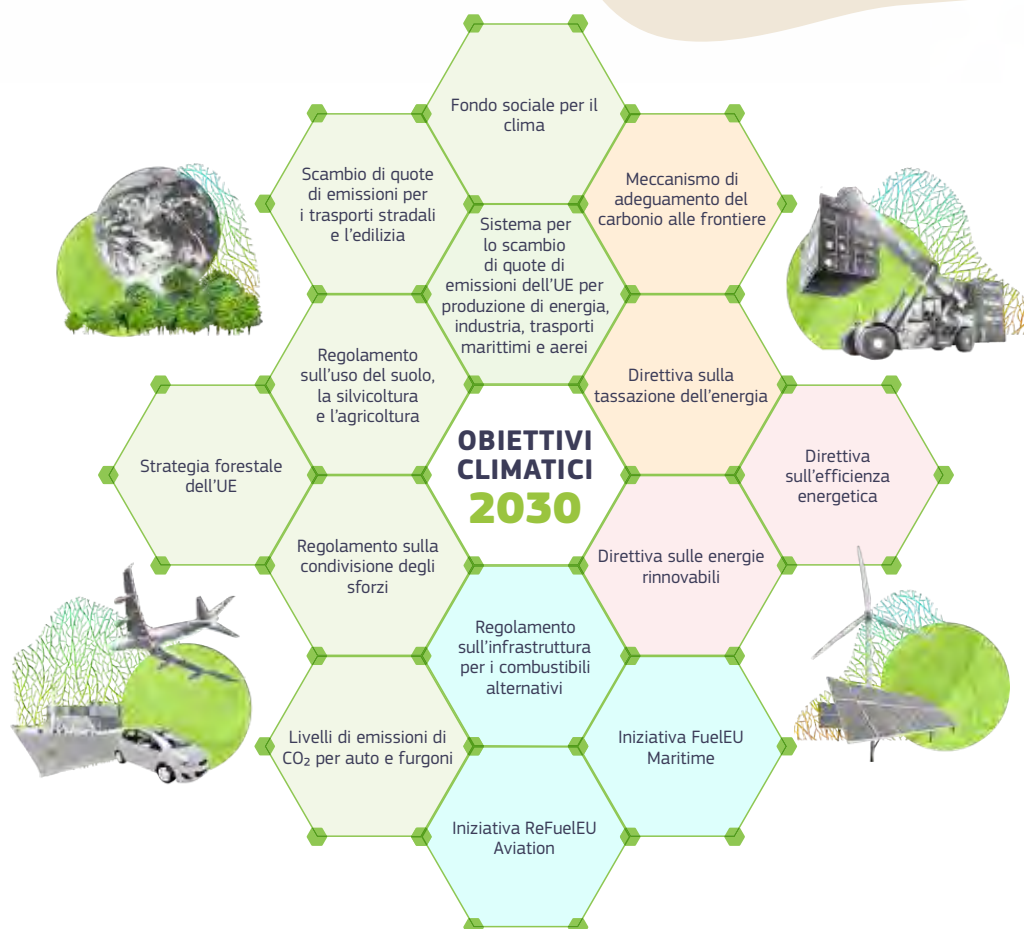 Fondo sociale per il
clima
Scambio di quote
di emissioni per
i trasporti stradali
e l'edilizia
Meccanismo di
adeguamento del
carbonio alle frontiere
Sistema per
lo scambio
di quote di
emissioni dell'UE per
produzione di energia,
industria, trasporti
marittimi e aerei
Regolamento
sull'uso del suolo,
la silvicoltura
e l'agricoltura
Direttiva sulla
tassazione dell'energia
Strategia forestale
dell'UE
OBIETTIVI
CLIMATICI
2030
Direttiva
sull'efficienza
energetica
Regolamento sulla
condivisione degli
sforzi
Direttiva sulle energie
rinnovabili
Regolamento
sull'infrastruttura
per i combustibili
alternativi
Livelli di emissioni di
CO₂ per auto e furgoni
Iniziativa FuelEU
Maritime
Iniziativa ReFuelEU
Aviation